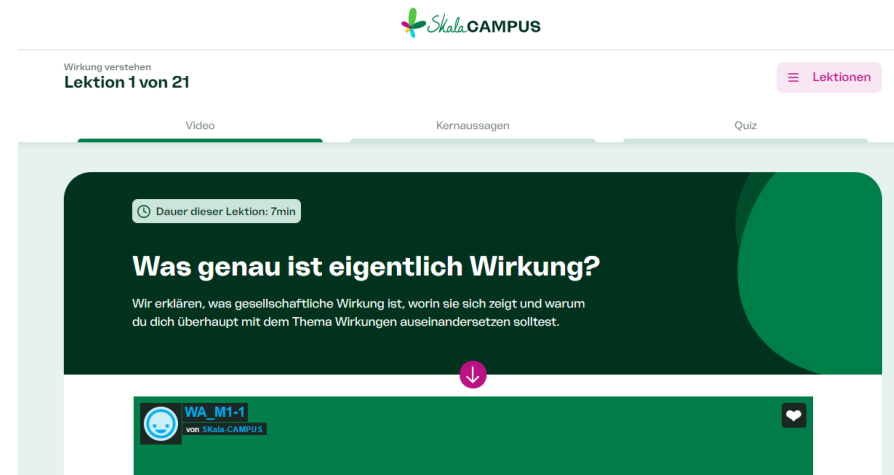 Skala CAMPUS
Wirkung verstehen
Lektion 1 von 21
Lektionen
Video
Kernaussagen
Quiz
Dauer dieser Lektion: 7min
Was genau ist eigentlich Wirkung?
Wir erklären, was gesellschaftliche Wirkung ist, worin sie sich zeigt und warum
du dich überhaupt mit dem Thema Wirkungen auseinandersetzen solltest.
WA_M1-1
von SKala-CAMPUS